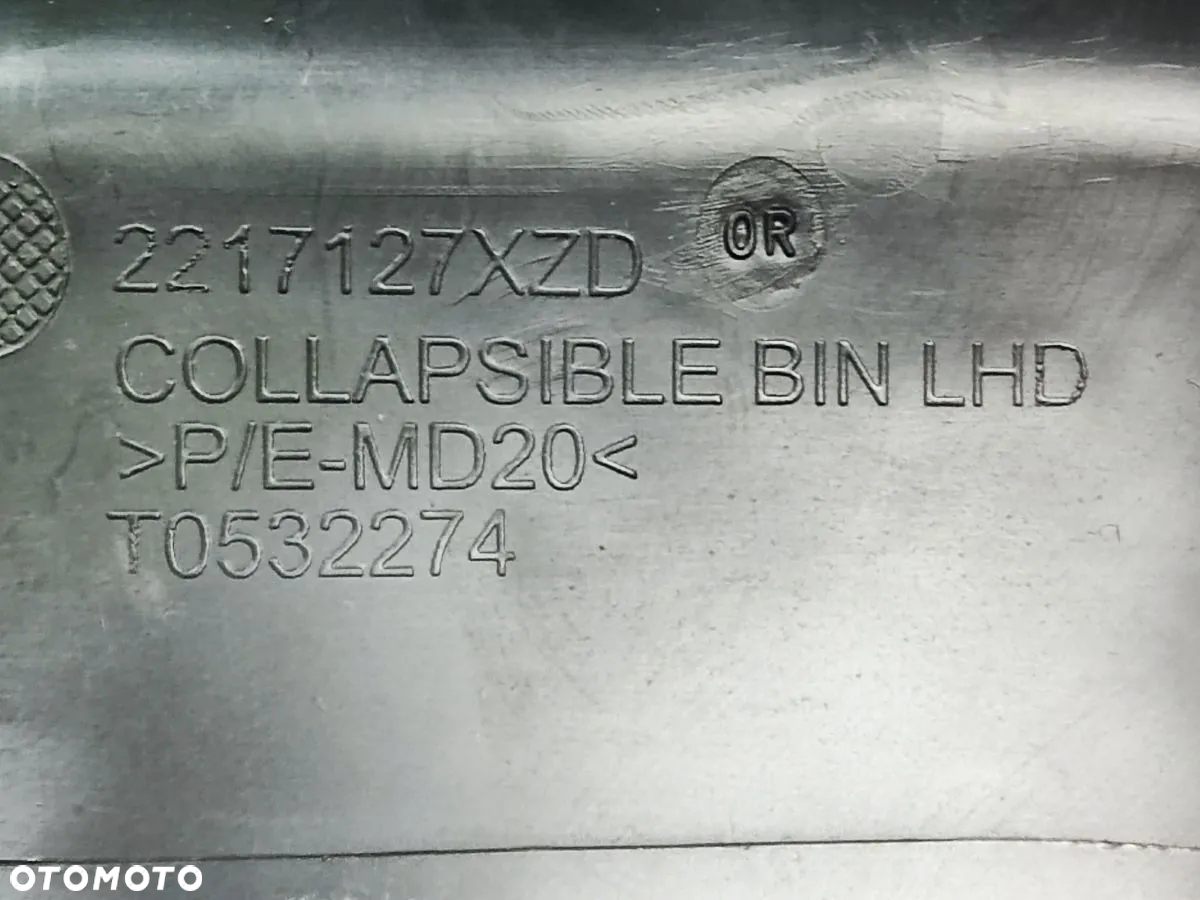 2217127XZD
0R
COLLAPSIBLE BIN LHD
>P/E-MD20<
T0532274
OTOMOTO